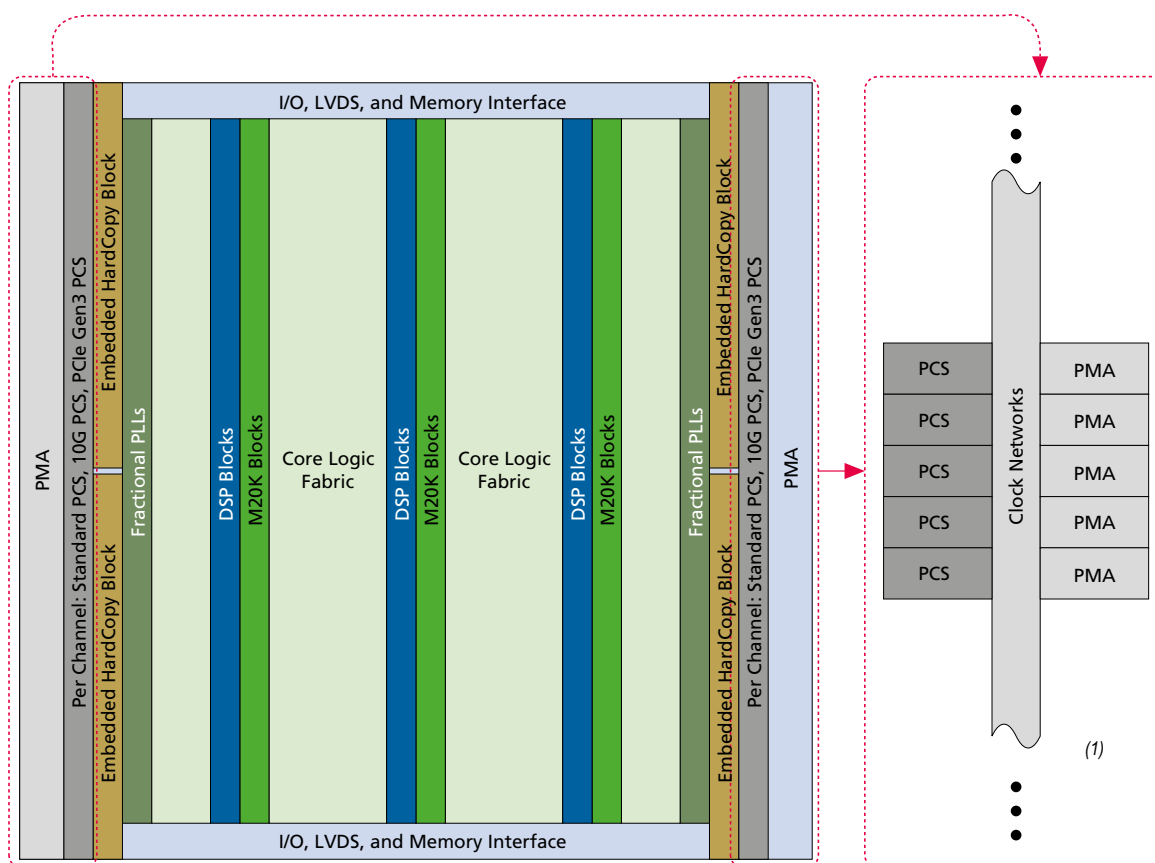 I/O, LVDS, and Memory Interface
PMA
Per Channel: Standard PCS, 10G PCS, PCIe Gen3 PCS
Embedded HardCopy Block
Embedded HardCopy Block
Fractional PLLs
DSP Blocks
M20K Blocks
Core Logic
Fabric
DSP Blocks
M20K Blocks
Core Logic
Fabric
DSP Blocks
M20K Blocks
Fractional PLLs
Embedded HardCopy Block
Embedded HardCopy Block
Per Channel: Standard PCS, 10G PCS, PCIe Gen3 PCS
PMA
I/O, LVDS, and Memory Interface
PCS
PCS
PCS
PCS
PCS
Clock Networks
PMA
PMA
PMA
PMA
PMA
(1)